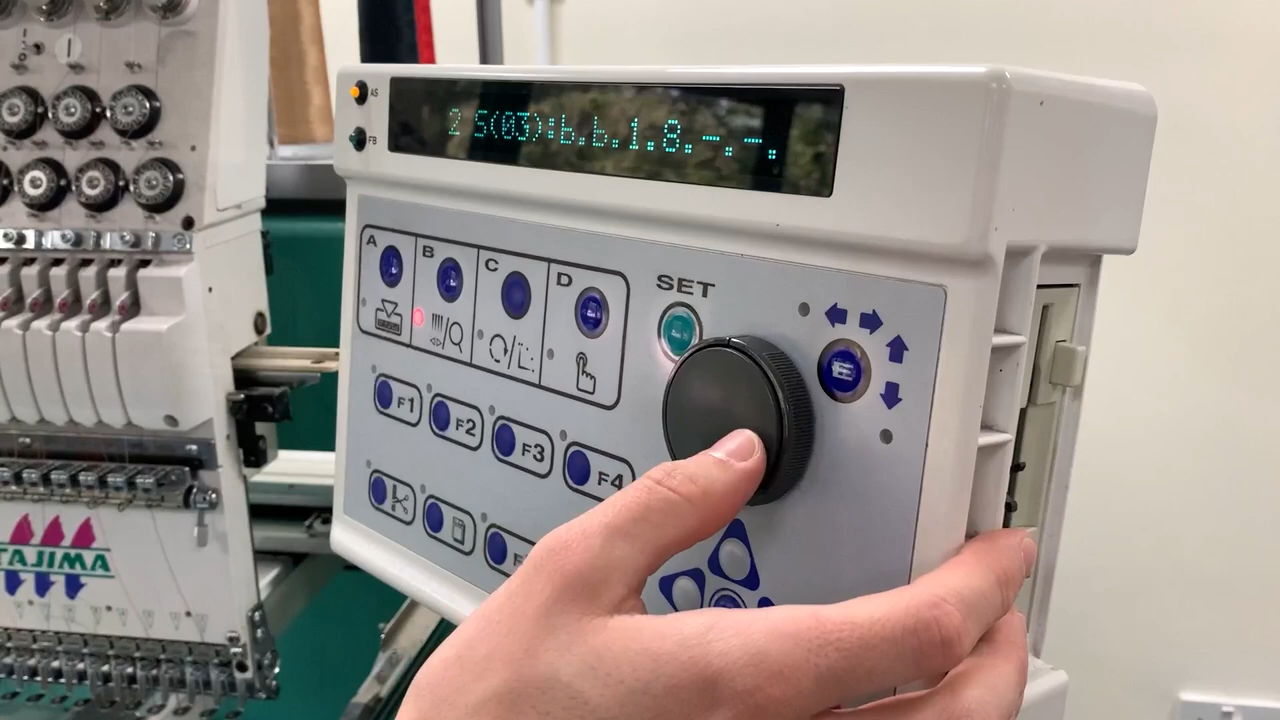 AS
FB
2 S(03):b.b.1.8.-.-.
A
B
C
D
SET
F1
F2
F3
F4
TAJIMA